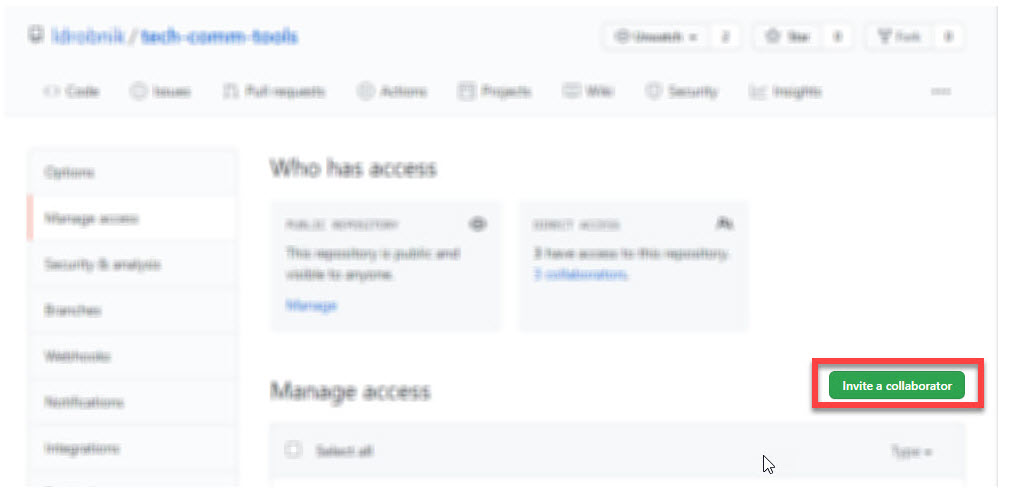 ldrobnik / tech-comm-tools
Unwatch 2 Star 0 Fork 0
Code Issues Pull requests Actions Projects Wiki Security Insights
Options
Manage access
Security & analysis
Branches
Webhooks
Notifications
Integrations
Who has access
PUBLIC REPOSITORY
This repository is public and
visible to anyone.
Manage
DIRECT ACCESS
3 have access to this repository.
3 collaborators.
Manage access
Invite a collaborator
Select all
Type